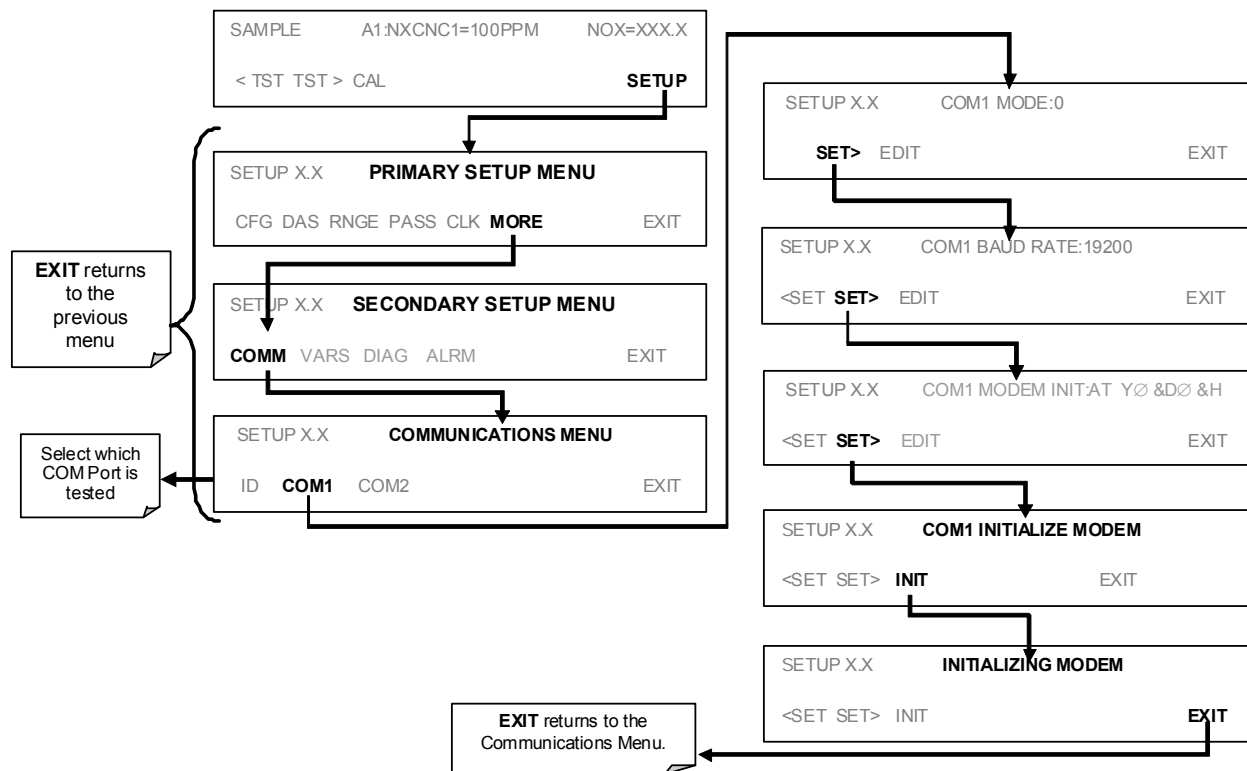 SAMPLE A1:NXCNC1=100PPM NOX=XXX.X
< TST TST > CAL SETUP
SETUP X.X PRIMARY SETUP MENU
CFG DAS RNGE PASS CLK MORE EXIT
EXIT returns
to the
previous
menu
SETUP X.X SECONDARY SETUP MENU
COMM VARS DIAG ALRM EXIT
SETUP X.X COMMUNICATIONS MENU
ID COM1 COM2 EXIT
Select which
COM Port is
tested
SETUP X.X COM1 MODE:0
SET> EDIT EXIT
SETUP X.X COM1 BAUD RATE:19200
<SET SET> EDIT EXIT
SETUP X.X COM1 MODEM INIT:AT Y∅ &D∅ &H
<SET SET> EDIT EXIT
SETUP X.X COM1 INITIALIZE MODEM
<SET SET> INIT EXIT
SETUP X.X INITIALIZING MODEM
<SET SET> INIT EXIT
EXIT returns to the
Communications Menu.